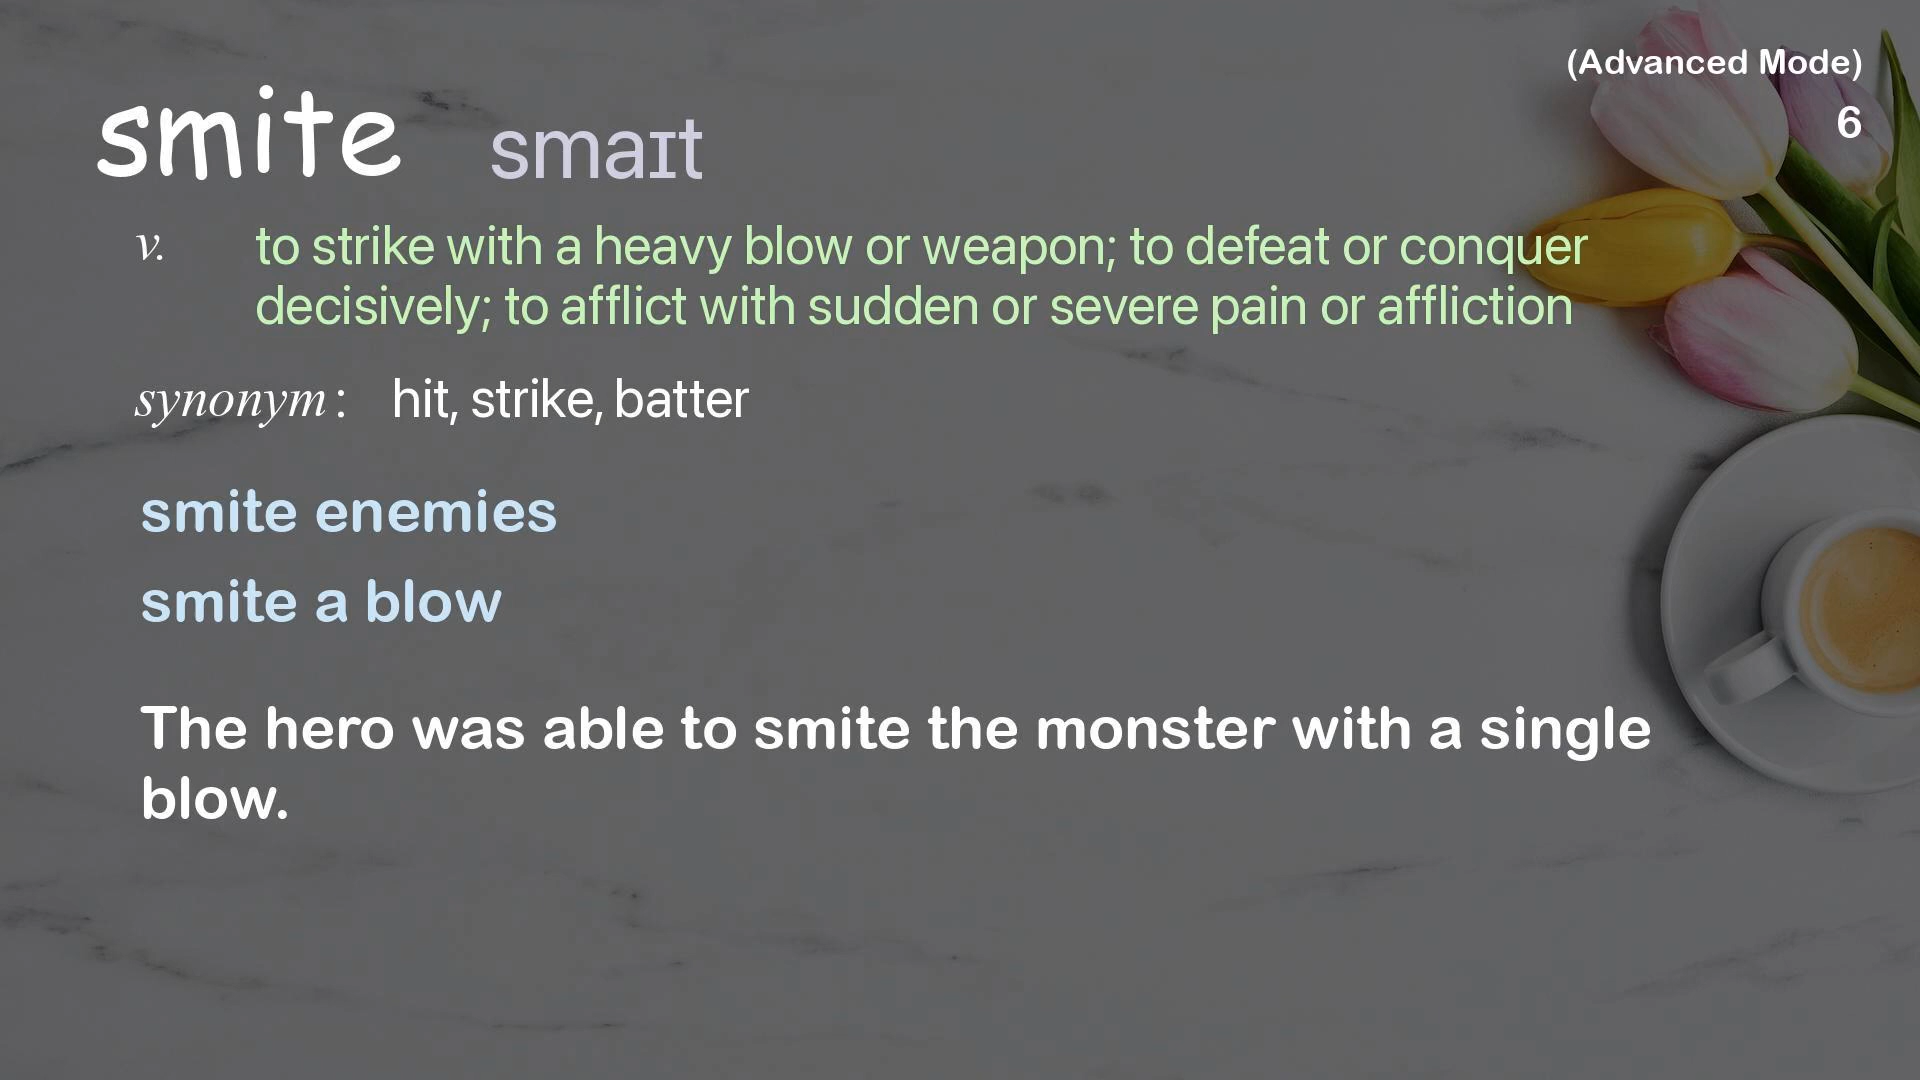 (Advanced Mode)
smite smaɪt
6
v. to strike with a heavy blow or weapon; to defeat or conquer
decisively; to afflict with sudden or severe pain or affliction
synonym: hit, strike, batter
smite enemies
smite a blow
The hero was able to smite the monster with a single
blow.